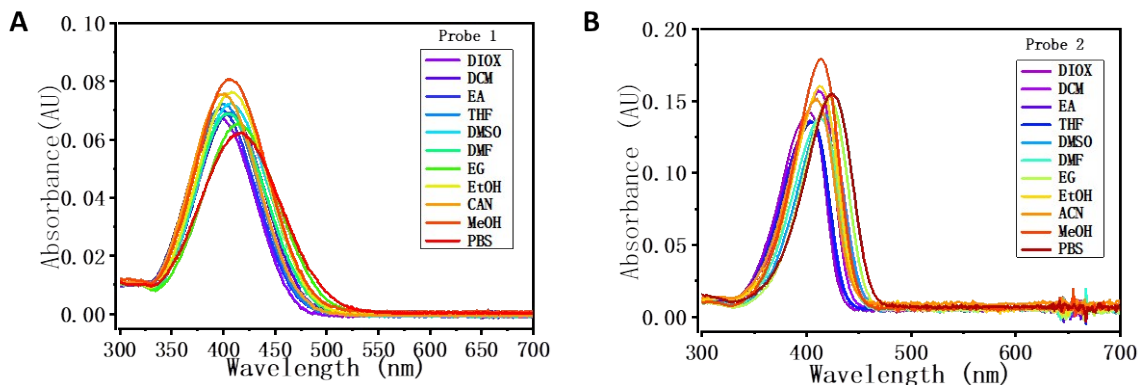 A
Absorbance(AU)
0.10
0.08
0.06
0.04
0.02
0.00
Probe 1
DIOX
DCM
EA
THF
DMSO
DMF
EG
EtOH
CAN
MeOH
PBS
300 350 400 450 500 550 600 650 700
Wavelength (nm)
B
Absorbance (AU)
0.20
0.15
0.10
0.05
0.00
Probe 2
DIOX
DCM
EA
THF
DMSO
DMF
EG
EtOH
ACN
MeOH
PBS
300 400 500 600 700
Wavelength (nm)